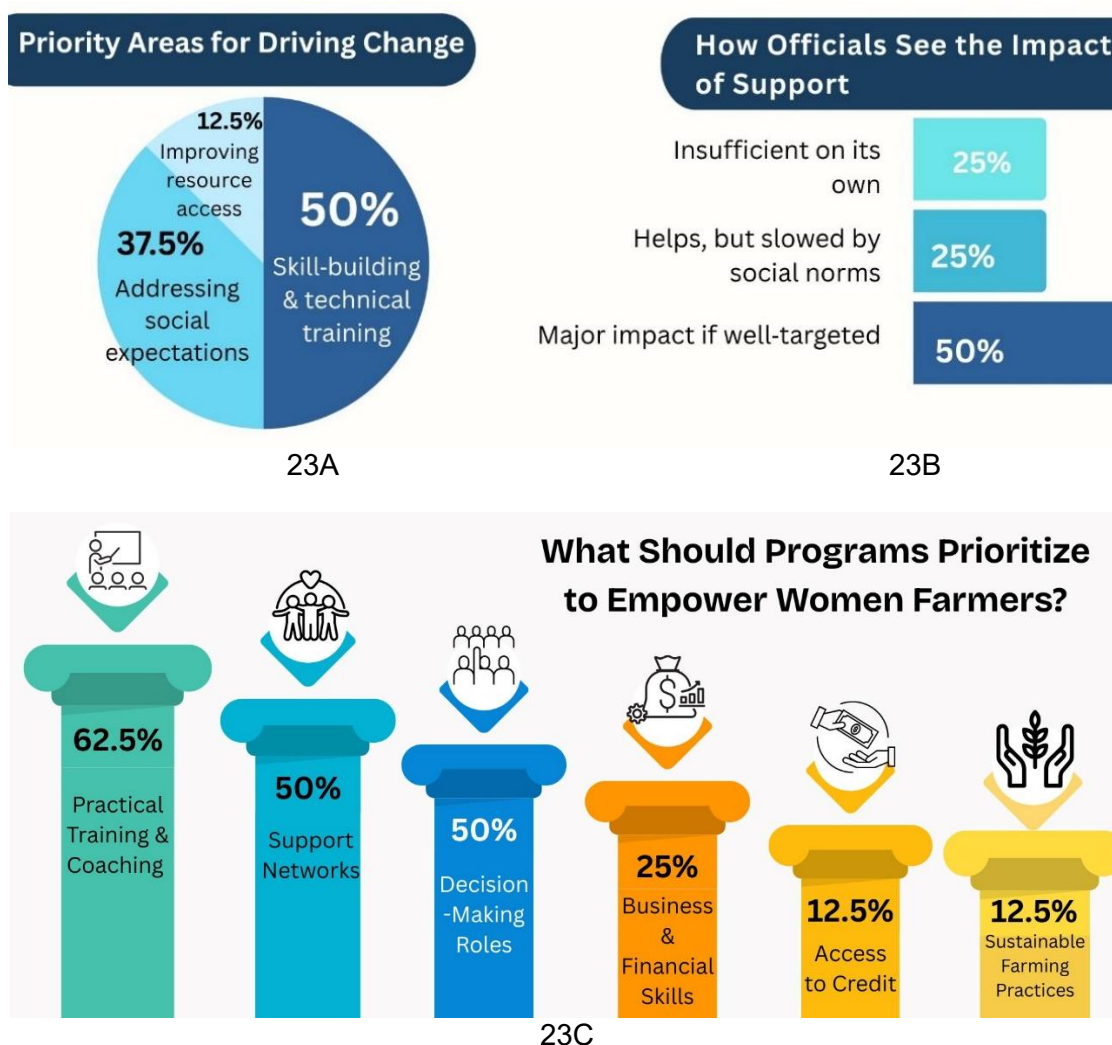 Priority Areas for Driving Change
12.5%
Improving
resource
access
37.5%
Addressing
social
expectations
50%
Skill-building
& technical
training
23A
How Officials See the Impact
of Support
Insufficient on its
own
25%
Helps, but slowed by
social norms
25%
Major impact if well-targeted
50%
23B
What Should Programs Prioritize
to Empower Women Farmers?
62.5%
Practical
Training &
Coaching
50%
Support
Networks
50%
Decision
-Making
Roles
25%
Business
&
Financial
Skills
12.5%
Access
to Credit
12.5%
Sustainable
Farming
Practices
23C